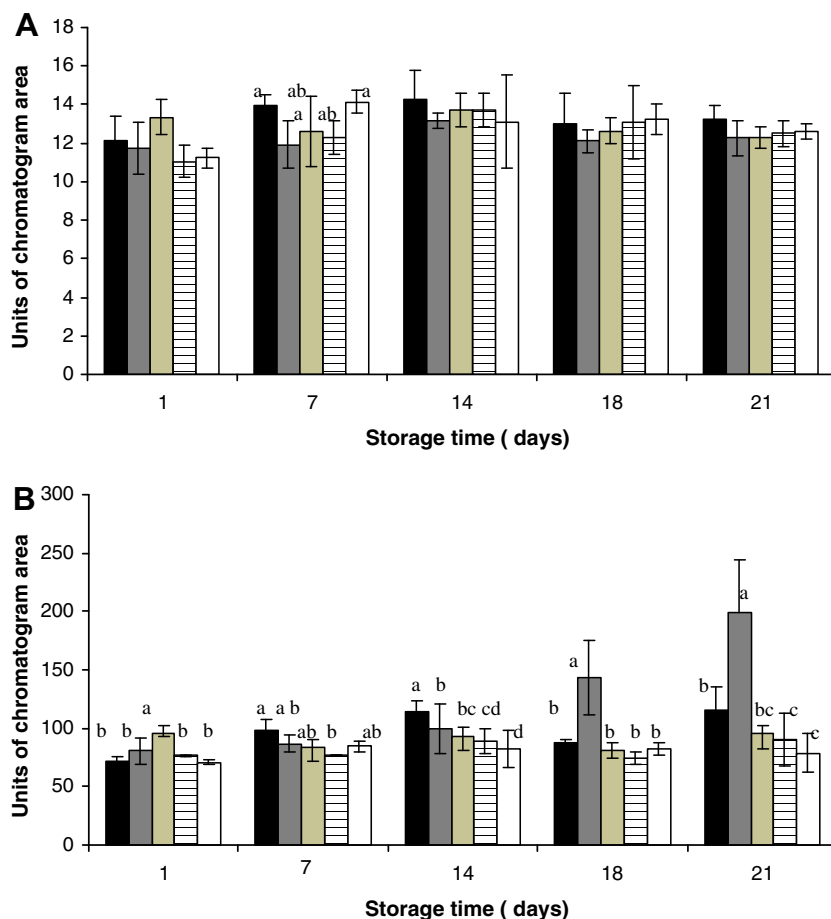 A
18
16
14
12
10
8
6
4
2
0
Units of chromatogram area
a ab a
a ab
1 7 14 18 21
Storage time ( days)
B
300
250
200
150
100
50
0
Units of chromatogram area
b b a b b
a a b ab b ab
a b bc cd d
b a b b b
b a bc c c
1 7 14 18 21
Storage time ( days)